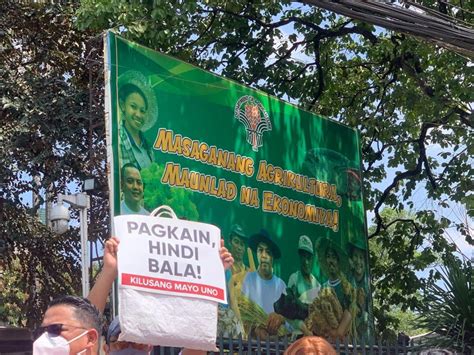 MASAGANANG AGRIKULTURA,
MAUNLAD NA EKONOMIYA!
PAGKAIN,
HINDI
BALA!
KILUSANG MAYO UNO